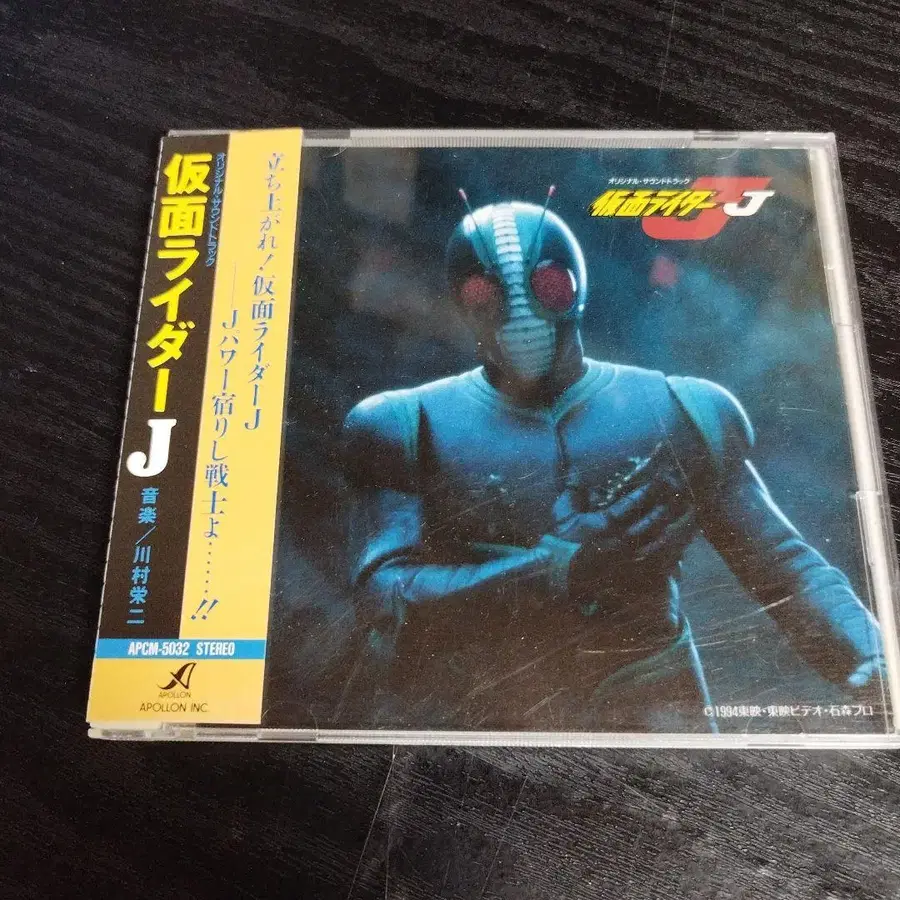 オリジナル・サウンドトラック
仮面ライダーJ
音楽／川村栄二
立ち上がれ！仮面ライダーJ
――Jパワー宿りし戦士よ……!!
APCM-5032 STEREO
APOLLON
APOLLON INC.
オリジナル・サウンドトラック
仮面ライダーJ
©1994東映・東映ビデオ・石森プロ